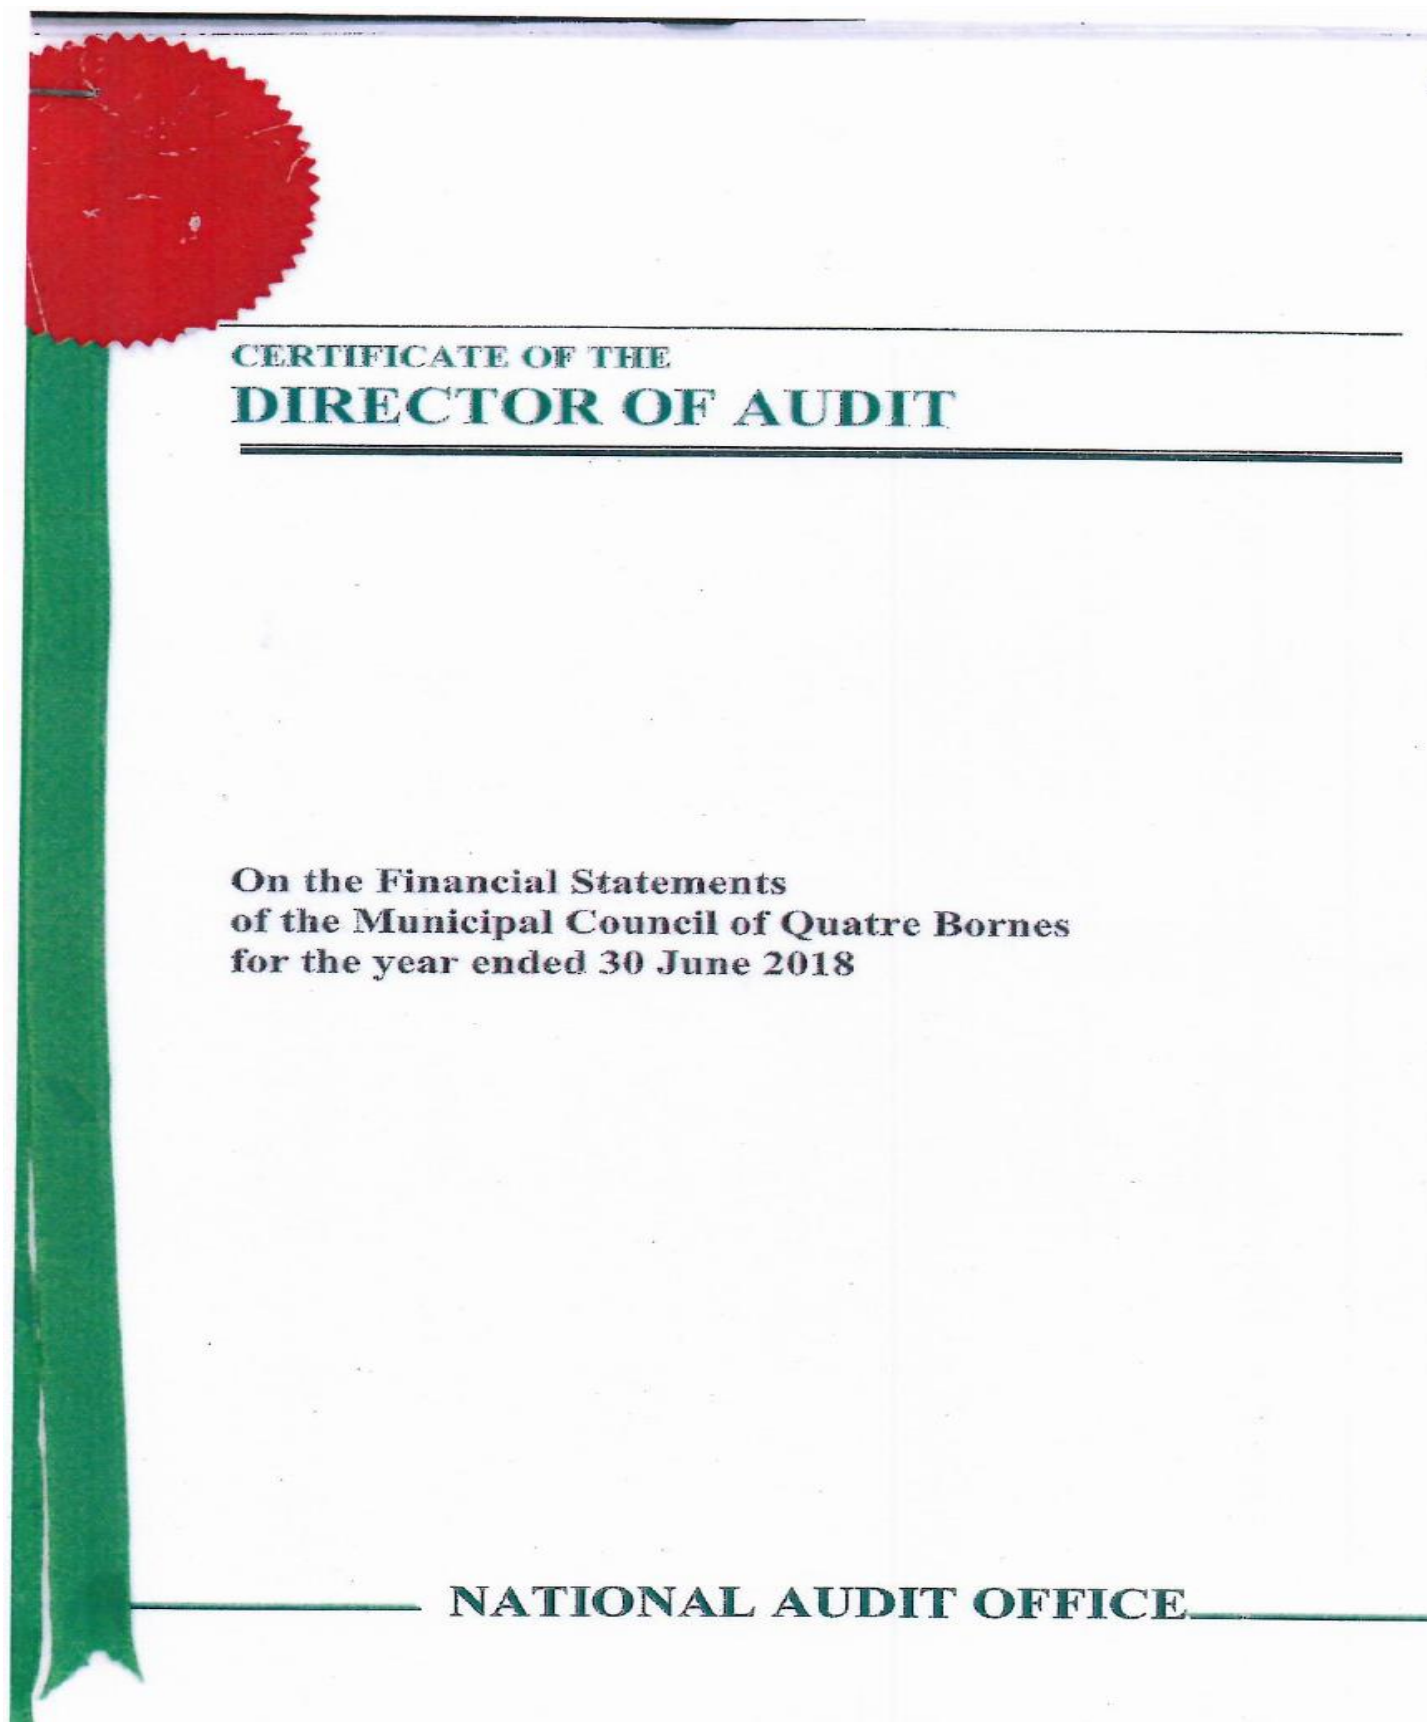 CERTIFICATE OF THE
DIRECTOR OF AUDIT
On the Financial Statements
of the Municipal Council of Quatre Bornes
for the year ended 30 June 2018
NATIONAL AUDIT OFFICE